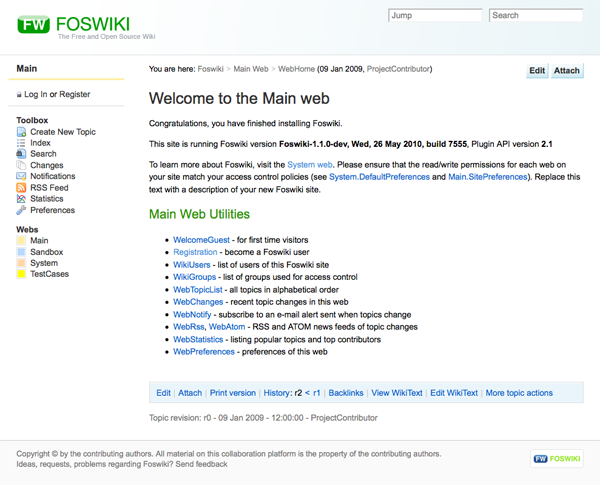 FW FOSWIKI
The Free and Open Source Wiki
Jump
Search
Main
Log In or Register
Toolbox
Create New Topic
Index
Search
Changes
Notifications
RSS Feed
Statistics
Preferences
Webs
Main
Sandbox
System
TestCases
You are here: Foswiki > Main Web > WebHome (09 Jan 2009, ProjectContributor)
Edit Attach
Welcome to the Main web
Congratulations, you have finished installing Foswiki.
This site is running Foswiki version Foswiki-1.1.0-dev, Wed, 26 May 2010, build 7555, Plugin API version 2.1
To learn more about Foswiki, visit the System web. Please ensure that the read/write permissions for each web on
your site match your access control policies (see System.DefaultPreferences and Main.SitePreferences). Replace this
text with a description of your new Foswiki site.
Main Web Utilities
• WelcomeGuest - for first time visitors
• Registration - become a Foswiki user
• WikiUsers - list of users of this Foswiki site
• WikiGroups - list of groups used for access control
• WebTopicList - all topics in alphabetical order
• WebChanges - recent topic changes in this web
• WebNotify - subscribe to an e-mail alert sent when topics change
• WebRss, WebAtom - RSS and ATOM news feeds of topic changes
• WebStatistics - listing popular topics and top contributors
• WebPreferences - preferences of this web
Edit | Attach | Print version | History: r2 < r1 | Backlinks | View WikiText | Edit WikiText | More topic actions
Topic revision: r0 - 09 Jan 2009 - 12:00:00 - ProjectContributor
Copyright © by the contributing authors. All material on this collaboration platform is the property of the contributing authors.
Ideas, requests, problems regarding Foswiki? Send feedback
FW FOSWIKI